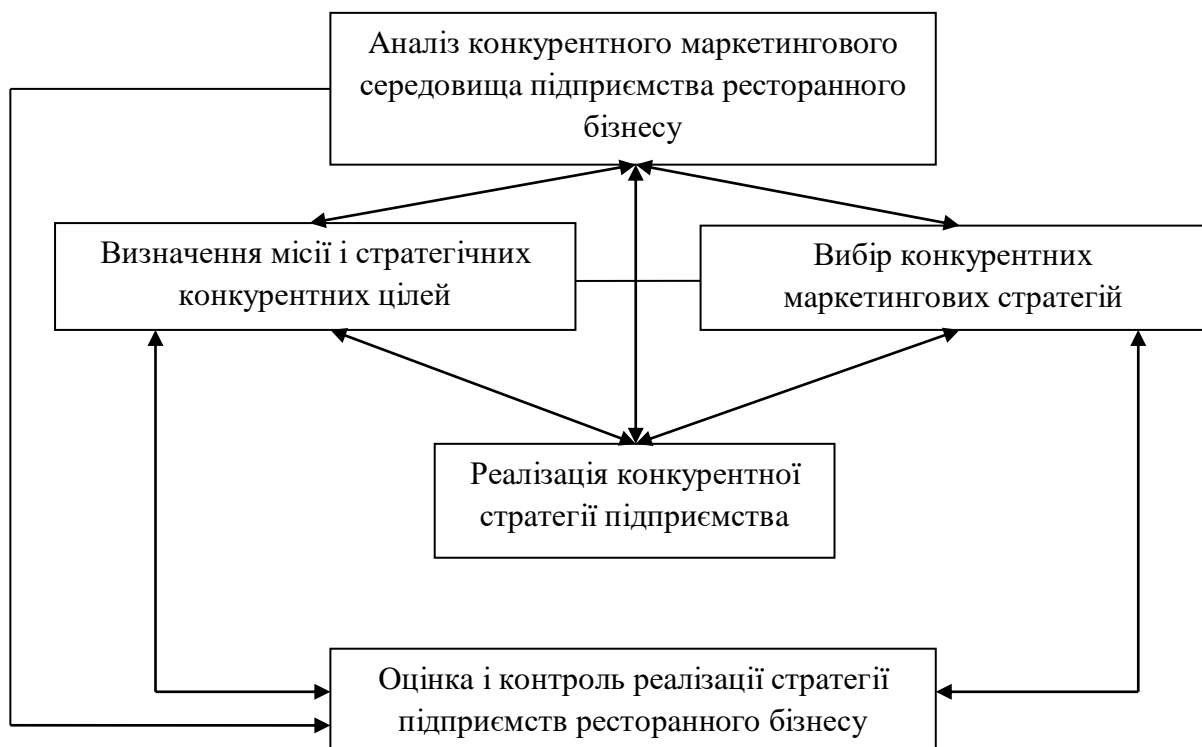 Аналіз конкурентного маркетингового
середовища підприємства ресторанного
бізнесу
Визначення місії і стратегічних
конкурентних цілей
Вибір конкурентних
маркетингових стратегій
Реалізація конкурентної
стратегії підприємства
Оцінка і контроль реалізації стратегії
підприємств ресторанного бізнесу